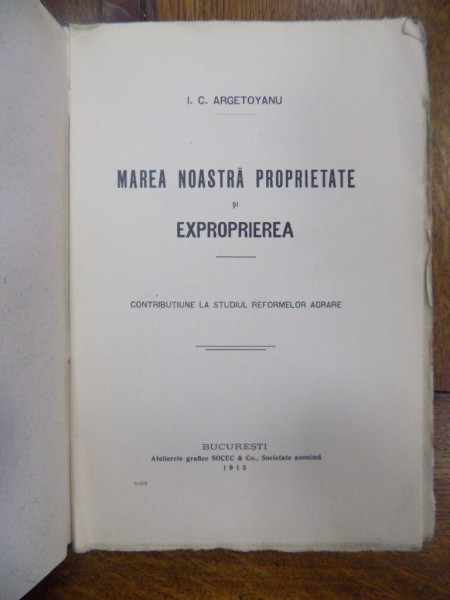 I. C. ARGETOYANU
MAREA NOASTRĂ PROPRIETATE
și
EXPROPRIEREA
CONTRIBUȚIUNE LA STUDIUL REFORMELOR AGRARE
BUCUREȘTI
Atelierele grafice SOCEC & Co., Societate anonimă
1913